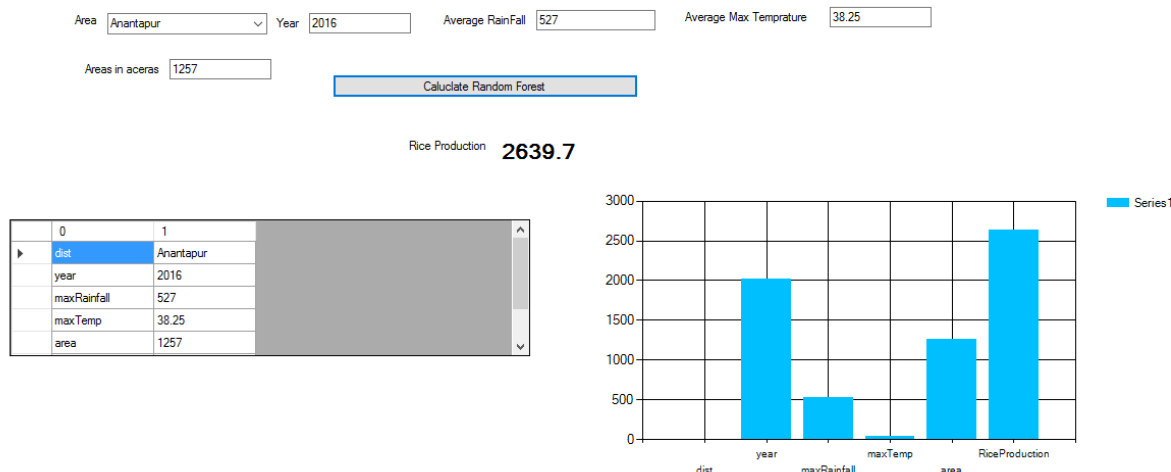 Area Anantapur Year 2016 Average RainFall 527 Average Max Temprature 38.25
Areas in aceras 1257
Caluclate Random Forest
Rice Production 2639.7
0 1
dist Anantapur
year 2016
maxRainfall 527
maxTemp 38.25
area 1257
3000
2500
2000
1500
1000
500
0
Series1
year maxTemp RiceProduction
dist maxRainfall area